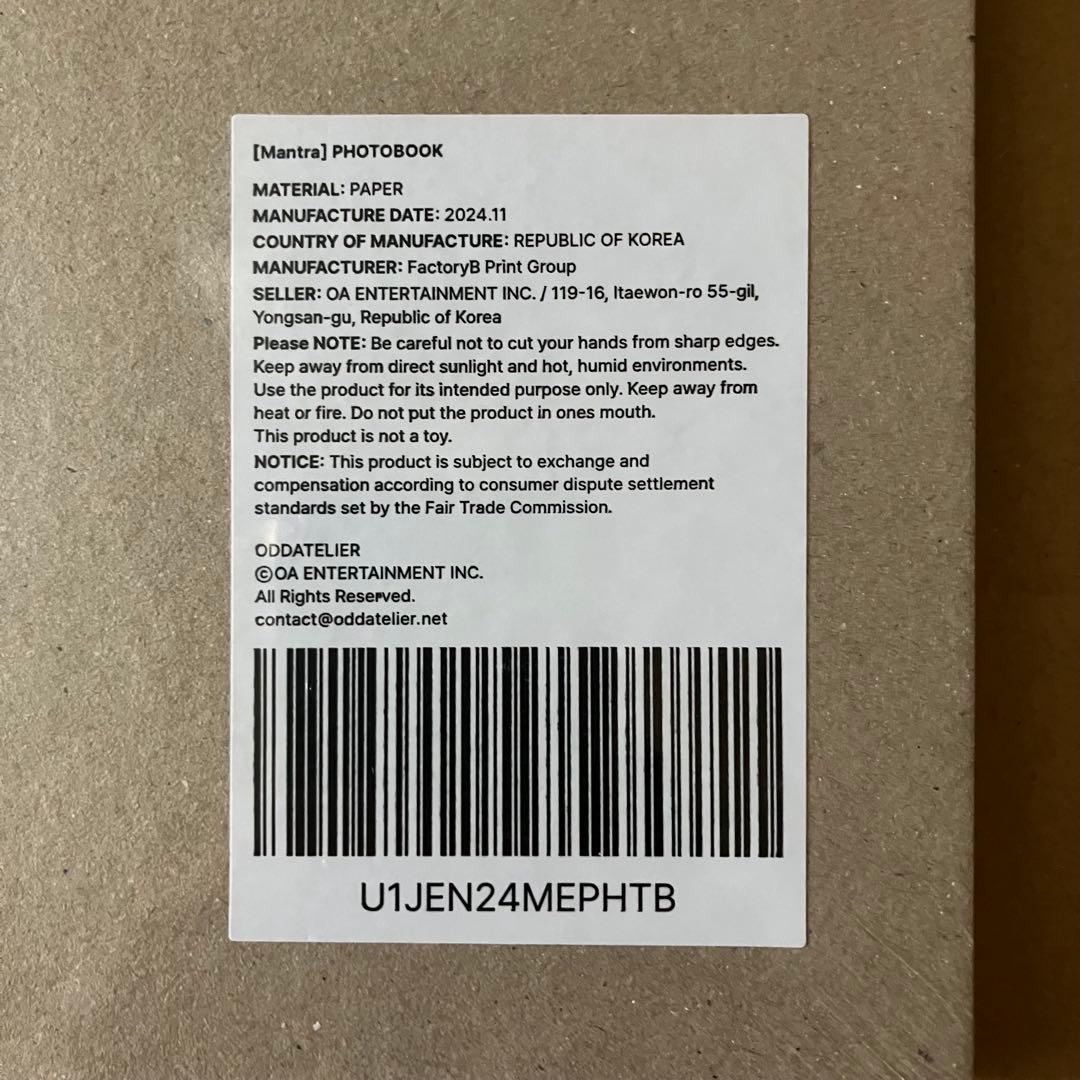 [Mantra] PHOTOBOOK
MATERIAL: PAPER
MANUFACTURE DATE: 2024.11
COUNTRY OF MANUFACTURE: REPUBLIC OF KOREA
MANUFACTURER: FactoryB Print Group
SELLER: OA ENTERTAINMENT INC. / 119-16, Itaewon-ro 55-gil,
Yongsan-gu, Republic of Korea
Please NOTE: Be careful not to cut your hands from sharp edges.
Keep away from direct sunlight and hot, humid environments.
Use the product for its intended purpose only. Keep away from
heat or fire. Do not put the product in ones mouth.
This product is not a toy.
NOTICE: This product is subject to exchange and
compensation according to consumer dispute settlement
standards set by the Fair Trade Commission.
ODDATELIER
©OA ENTERTAINMENT INC.
All Rights Reserved.
contact@oddatelier.net
U1JEN24MEPHTB